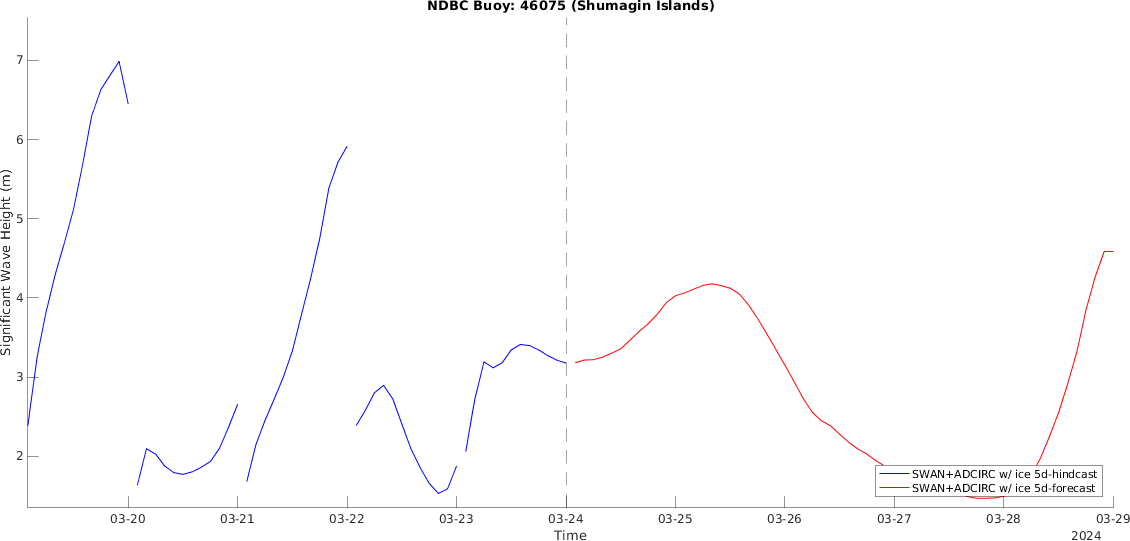 NDBC Buoy: 46075 (Shumagin Islands)
Significant Wave Height (m)
7
6
5
4
3
2
SWAN+ADCIRC w/ ice 5d-hindcast
SWAN+ADCIRC w/ ice 5d-forecast
03-20 03-21 03-22 03-23 03-24 03-25 03-26 03-27 03-28 03-29
Time
2024